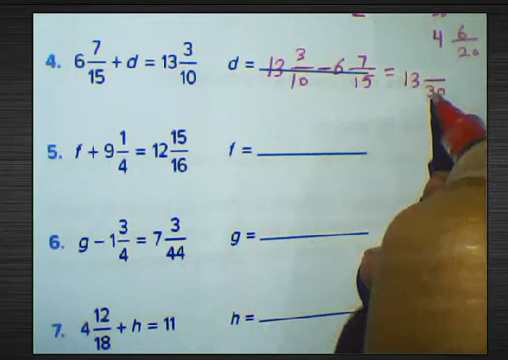 4 6/20
4. 6 7/15 + d = 13 3/10 d = 13 3/10 - 6 7/15 = 13 /30
5. f + 9 1/4 = 12 15/16 f =
6. g - 1 3/4 = 7 3/44 g =
7. 4 12/18 + h = 11 h =